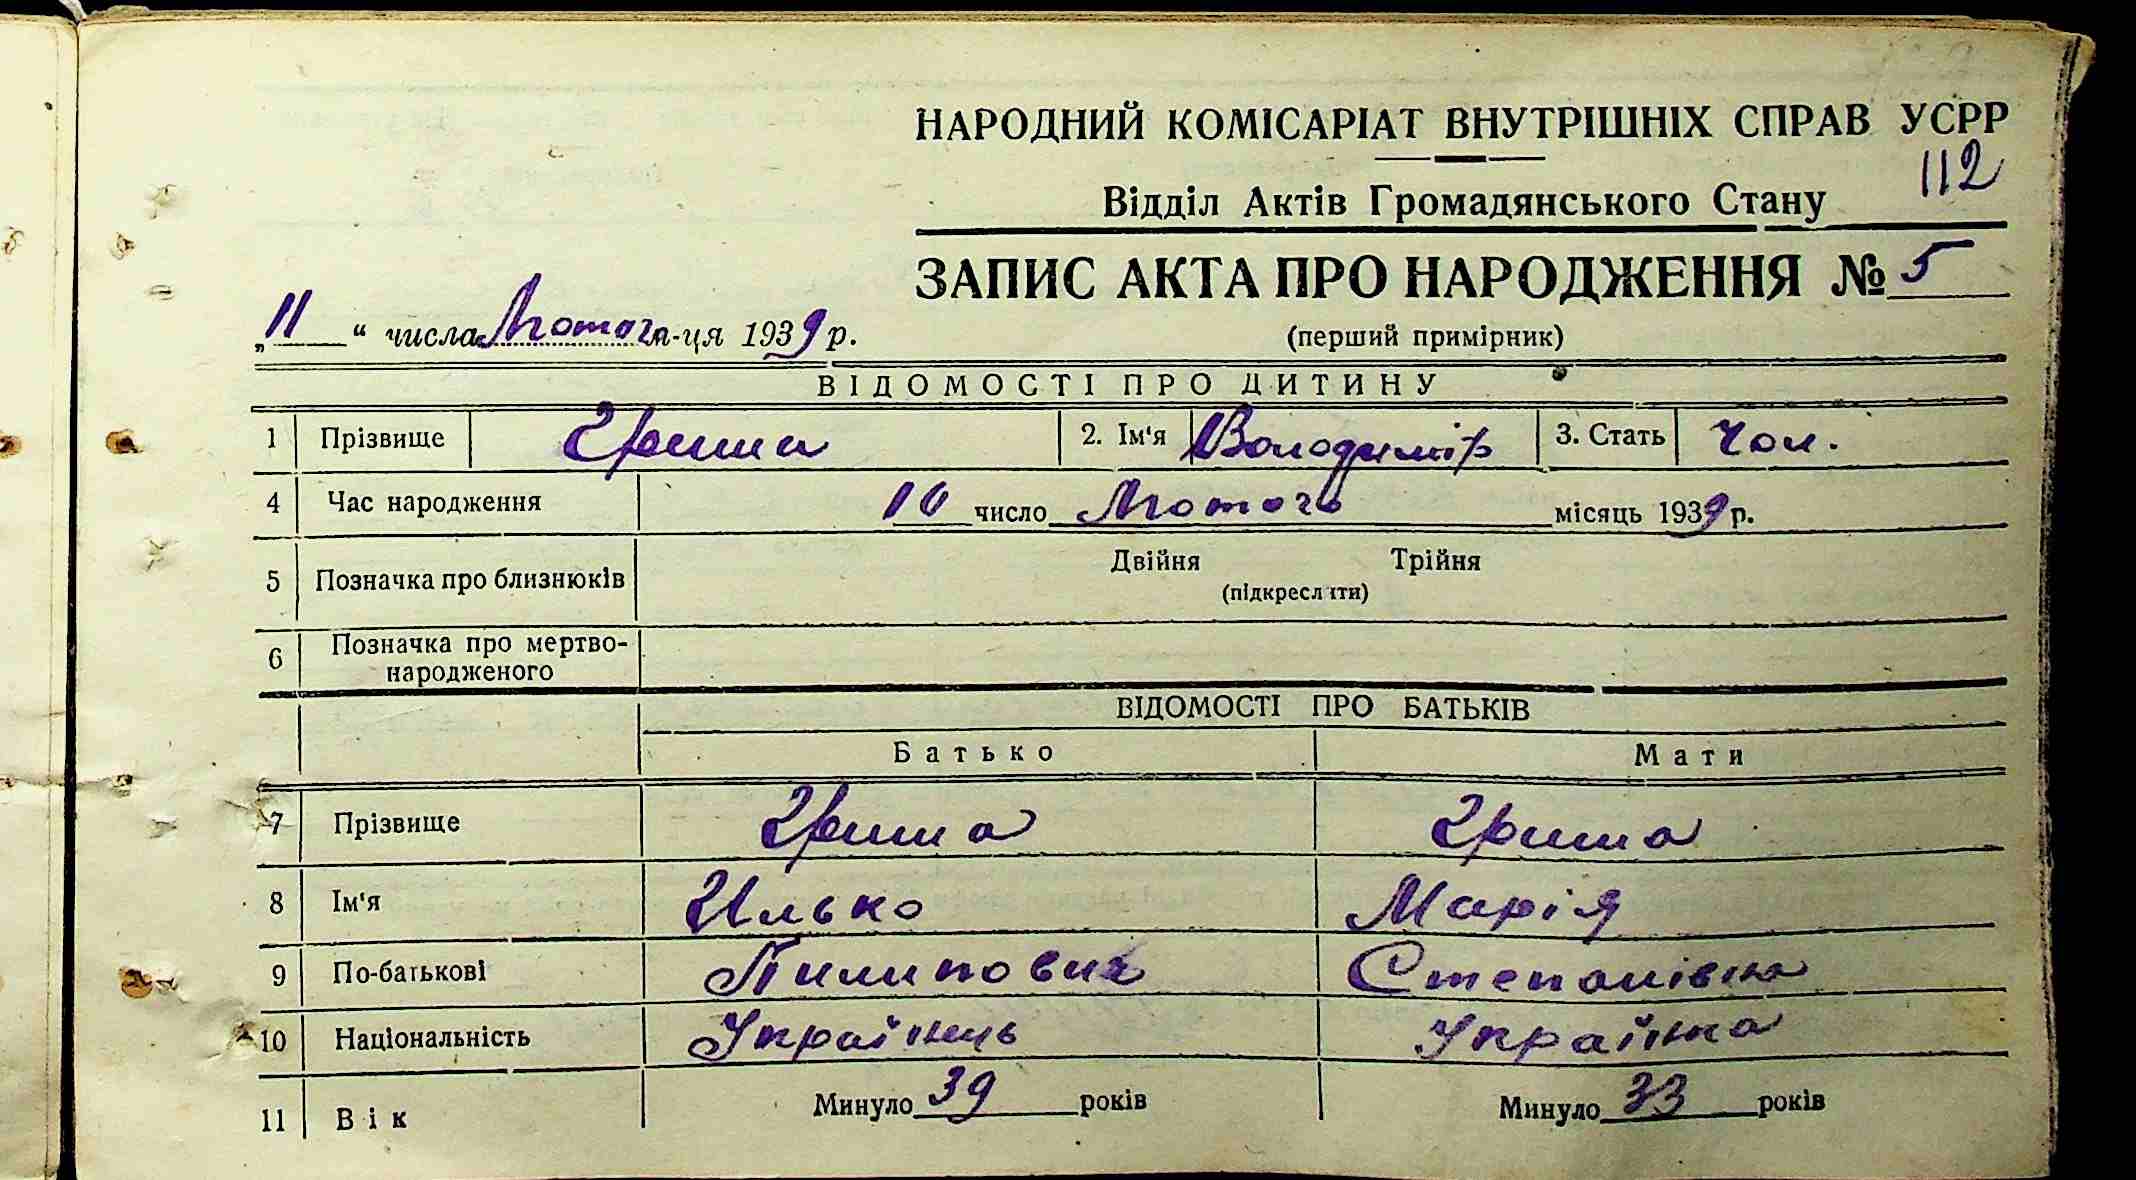 НАРОДНИЙ КОМІСАРІАТ ВНУТРІШНІХ СПРАВ УСРР
112
Відділ Актів Громадянського Стану
ЗАПИС АКТА ПРО НАРОДЖЕННЯ № 5
„11“ числа Лютого м-ця 1939 р.
(перший примірник)
ВІДОМОСТІ ПРО ДИТИНУ
1 Прізвище Гриша 2. Ім'я Володимір 3. Стать Чол.
4 Час народження 10 число Лютого місяць 1939 р.
5 Позначка про близнюків Двійня Трійня
(підкреслити)
6 Позначка про мертво-
народженого
ВІДОМОСТІ ПРО БАТЬКІВ
Батько Мати
7 Прізвище Гриша Гриша
8 Ім'я Илько Марія
9 По-батькові Пилипович Степанівна
10 Національність Українець Українка
11 Вік Минуло 39 років Минуло 33 років